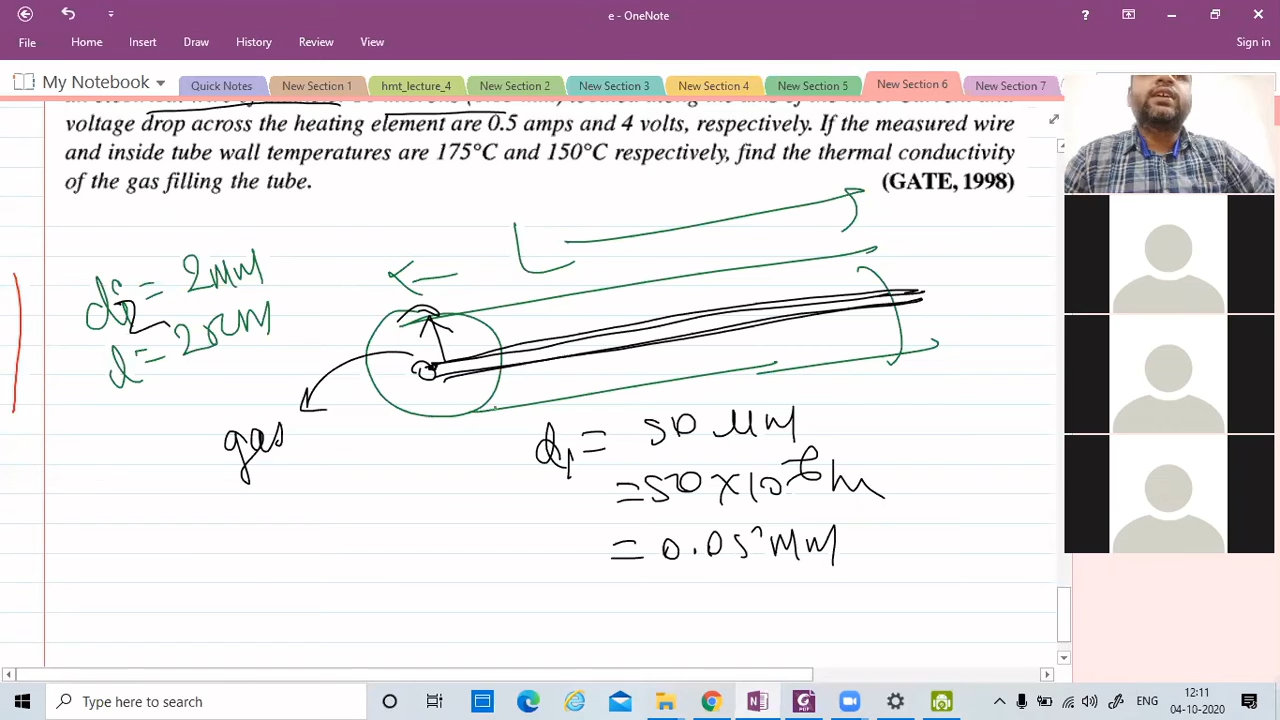 e - OneNote
Sign in
File Home Insert Draw History Review View
My Notebook
Quick Notes New Section 1 hmt_lecture_4 New Section 2 New Section 3 New Section 4 New Section 5 New Section 6 New Section 7
voltage drop across the heating element are 0.5 amps and 4 volts, respectively. If the measured wire
and inside tube wall temperatures are 175°C and 150°C respectively, find the thermal conductivity
of the gas filling the tube. (GATE, 1998)
L
= 2mm
gas
d1 = 50 μm
= 50 × 10-6 m
= 0.05 mm
Type here to search
ENG
2:11
04-10-2020